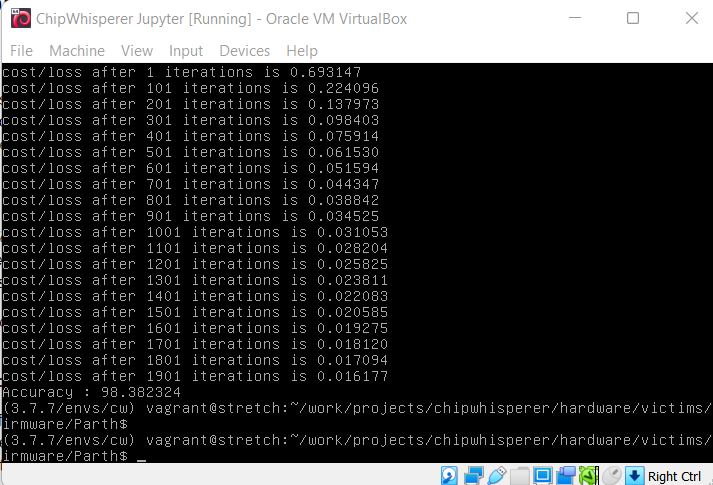 ChipWhisperer Jupyter [Running] - Oracle VM VirtualBox
File Machine View Input Devices Help
cost/loss after 1 iterations is 0.693147
cost/loss after 101 iterations is 0.224096
cost/loss after 201 iterations is 0.137973
cost/loss after 301 iterations is 0.098403
cost/loss after 401 iterations is 0.075914
cost/loss after 501 iterations is 0.061530
cost/loss after 601 iterations is 0.051594
cost/loss after 701 iterations is 0.044347
cost/loss after 801 iterations is 0.038842
cost/loss after 901 iterations is 0.034525
cost/loss after 1001 iterations is 0.031053
cost/loss after 1101 iterations is 0.028204
cost/loss after 1201 iterations is 0.025825
cost/loss after 1301 iterations is 0.023811
cost/loss after 1401 iterations is 0.022083
cost/loss after 1501 iterations is 0.020585
cost/loss after 1601 iterations is 0.019275
cost/loss after 1701 iterations is 0.018120
cost/loss after 1801 iterations is 0.017094
cost/loss after 1901 iterations is 0.016177
Accuracy : 98.382324
(3.7.7/envs/cw) vagrant@stretch:~/work/projects/chipwhisperer/hardware/victims/
irmware/Parth$
(3.7.7/envs/cw) vagrant@stretch:~/work/projects/chipwhisperer/hardware/victims/
irmware/Parth$ _
Right Ctrl